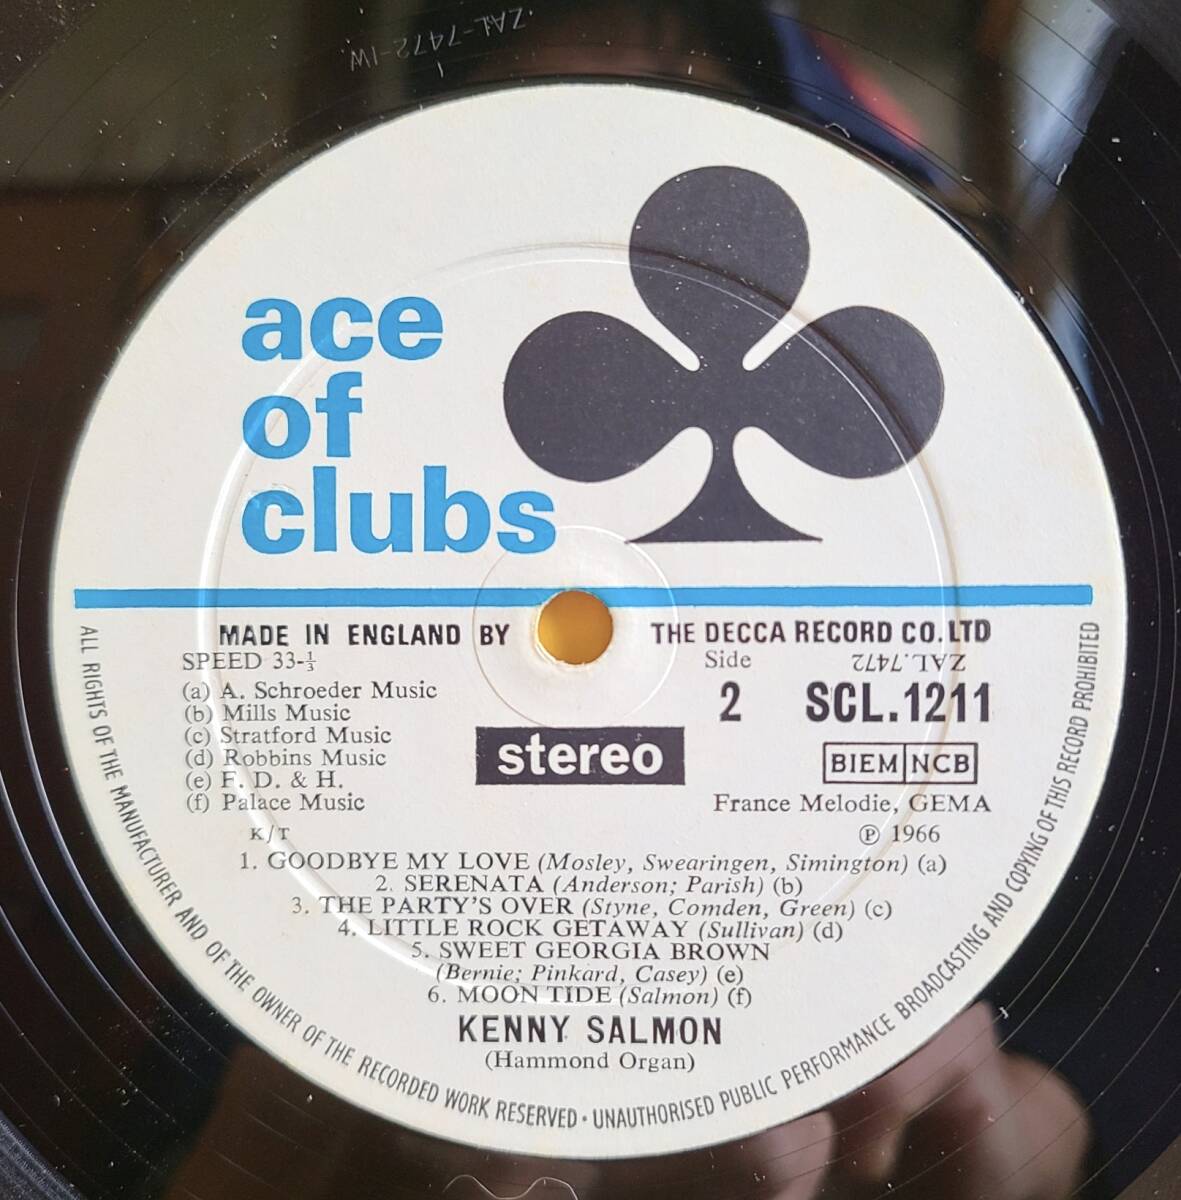 ZAL-7472-1W
ace
of
clubs
MADE IN ENGLAND BY THE DECCA RECORD CO. LTD
SPEED 33-⅓
Side
ZAL.7472
2
SCL.1211
(a) A. Schroeder Music
(b) Mills Music
(c) Stratford Music
(d) Robbins Music
(e) F. D. & H.
(f) Palace Music
stereo
BIEM NCB
France Melodie, GEMA
K/T
℗ 1966
1. GOODBYE MY LOVE (Mosley, Swearingen, Simington) (a)
2. SERENATA (Anderson; Parish) (b)
3. THE PARTY'S OVER (Styne, Comden, Green) (c)
4. LITTLE ROCK GETAWAY (Sullivan) (d)
5. SWEET GEORGIA BROWN
(Bernie; Pinkard, Casey) (e)
6. MOON TIDE (Salmon) (f)
KENNY SALMON
(Hammond Organ)
ALL RIGHTS OF THE MANUFACTURER AND OF THE OWNER OF THE RECORDED WORK RESERVED · UNAUTHORISED PUBLIC PERFORMANCE BROADCASTING AND COPYING OF THIS RECORD PROHIBITED